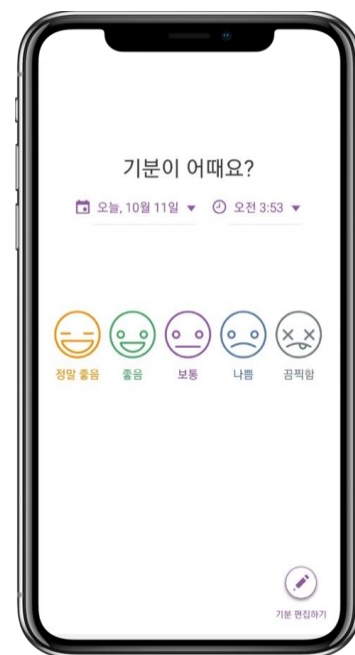 기분이 어때요?
오늘, 10월 11일 ▼ 오전 3:53 ▼
정말 좋음 좋음 보통 나쁨 끔찍함
기분 편집하기